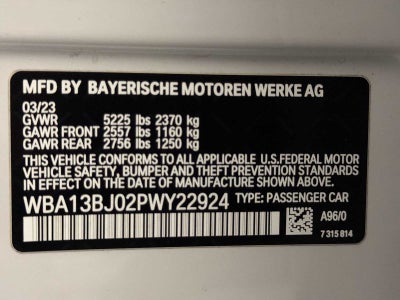 MFD BY BAYERISCHE MOTOREN WERKE AG
03/23
GVWR 5225 lbs 2370 kg
GAWR FRONT 2557 lbs 1160 kg
GAWR REAR 2756 lbs 1250 kg
THIS VEHICLE CONFORMS TO ALL APPLICABLE U.S.FEDERAL MOTOR
VEHICLE SAFETY, BUMPER, AND THEFT PREVENTION STANDARDS IN
EFFECT ON THE DATE OF MANUFACTURE SHOWN ABOVE.
WBA13BJ02PWY22924 TYPE: PASSENGER CAR
A96/0
7 315 814